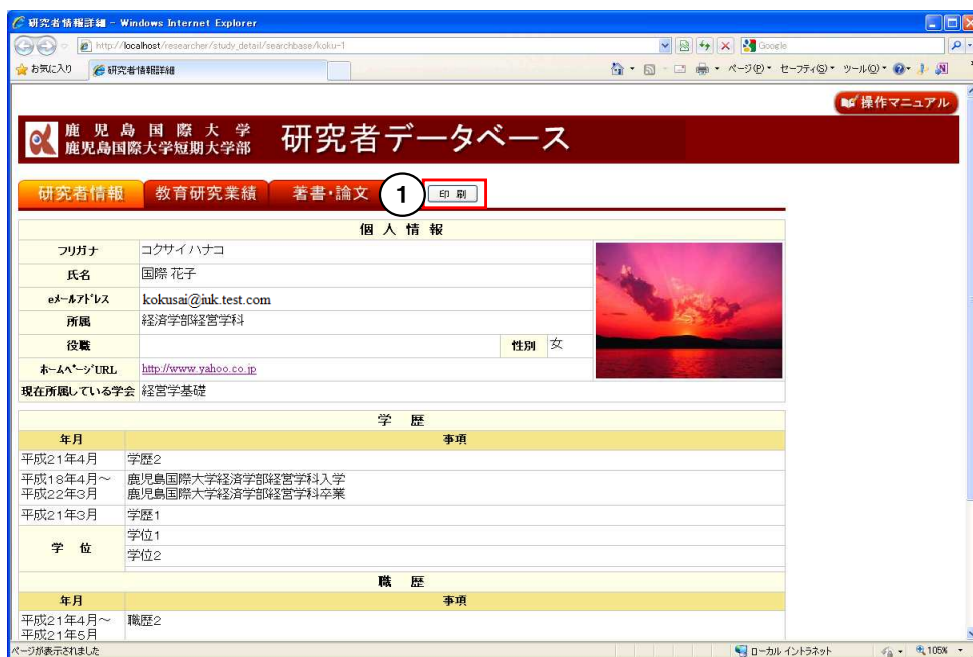 研究者情報詳細 - Windows Internet Explorer
http://localhost/researcher/study_detail/searchbase/koku-1
Google
お気に入り
研究者情報詳細
ページ(P)
セーフティ(S)
ツール(O)
操作マニュアル
鹿児島国際大学
鹿児島国際大学短期大学部
研究者データベース
研究者情報
教育研究業績
著書・論文
1
印刷
個人情報
フリガナ
コクサイ ハナコ
氏名
国際 花子
eメールアドレス
kokusai@iuk.test.com
所属
経済学部経営学科
役職
性別
女
ホームページURL
http://www.yahoo.co.jp
現在所属している学会
経営学基礎
学歴
年月
事項
平成21年4月
学歴2
平成18年4月～
平成22年3月
鹿児島国際大学経済学部経営学科入学
鹿児島国際大学経済学部経営学科卒業
平成21年3月
学歴1
学位
学位1
学位2
職歴
年月
事項
平成21年4月～
平成21年5月
職歴2
ページが表示されました
ローカル イントラネット
105%